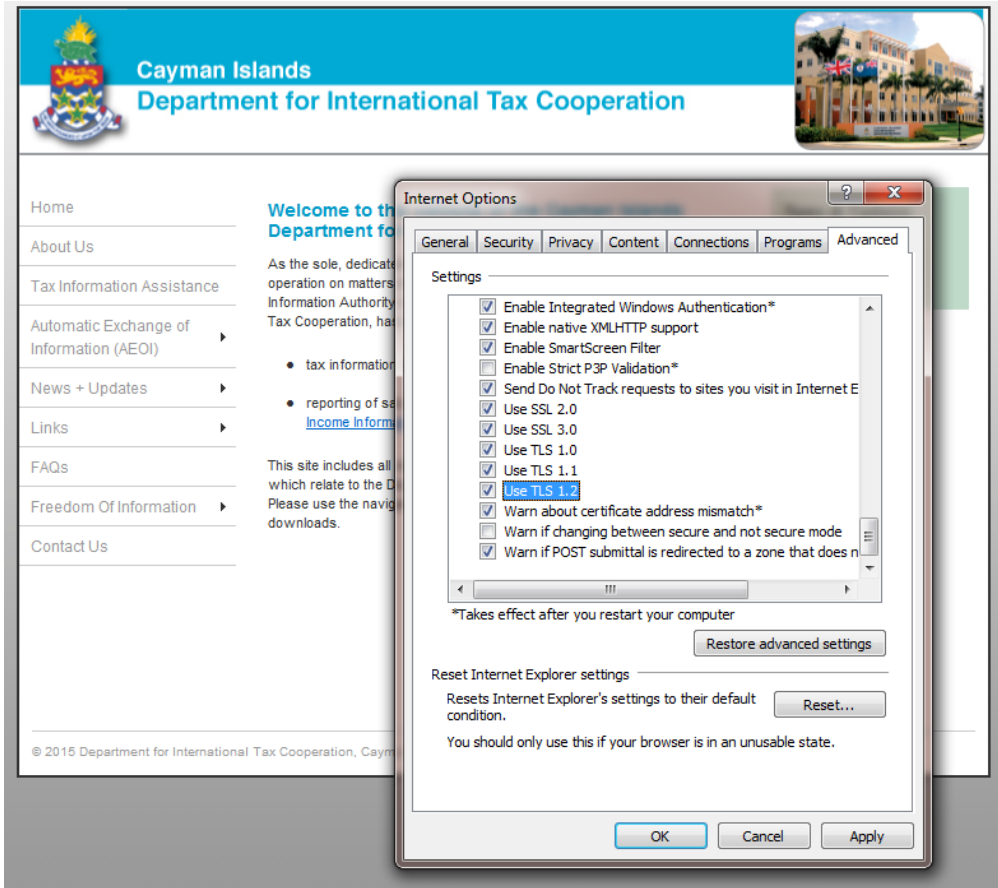 Cayman Islands
Department for International Tax Cooperation
Home
About Us
Tax Information Assistance
Automatic Exchange of
Information (AEOI)
News + Updates
Links
FAQs
Freedom Of Information
Contact Us
Welcome to th
Department fo
As the sole, dedicate
operation on matters
Information Authority
Tax Cooperation, has
• tax information
• reporting of sa
Income Informa
This site includes all
which relate to the D
Please use the navig
downloads.
© 2015 Department for International Tax Cooperation, Caym
Internet Options
General Security Privacy Content Connections Programs Advanced
Settings
Enable Integrated Windows Authentication*
Enable native XMLHTTP support
Enable SmartScreen Filter
Enable Strict P3P Validation*
Send Do Not Track requests to sites you visit in Internet E
Use SSL 2.0
Use SSL 3.0
Use TLS 1.0
Use TLS 1.1
Use TLS 1.2
Warn about certificate address mismatch*
Warn if changing between secure and not secure mode
Warn if POST submittal is redirected to a zone that does n
*Takes effect after you restart your computer
Restore advanced settings
Reset Internet Explorer settings
Resets Internet Explorer's settings to their default
condition.
Reset...
You should only use this if your browser is in an unusable state.
OK Cancel Apply